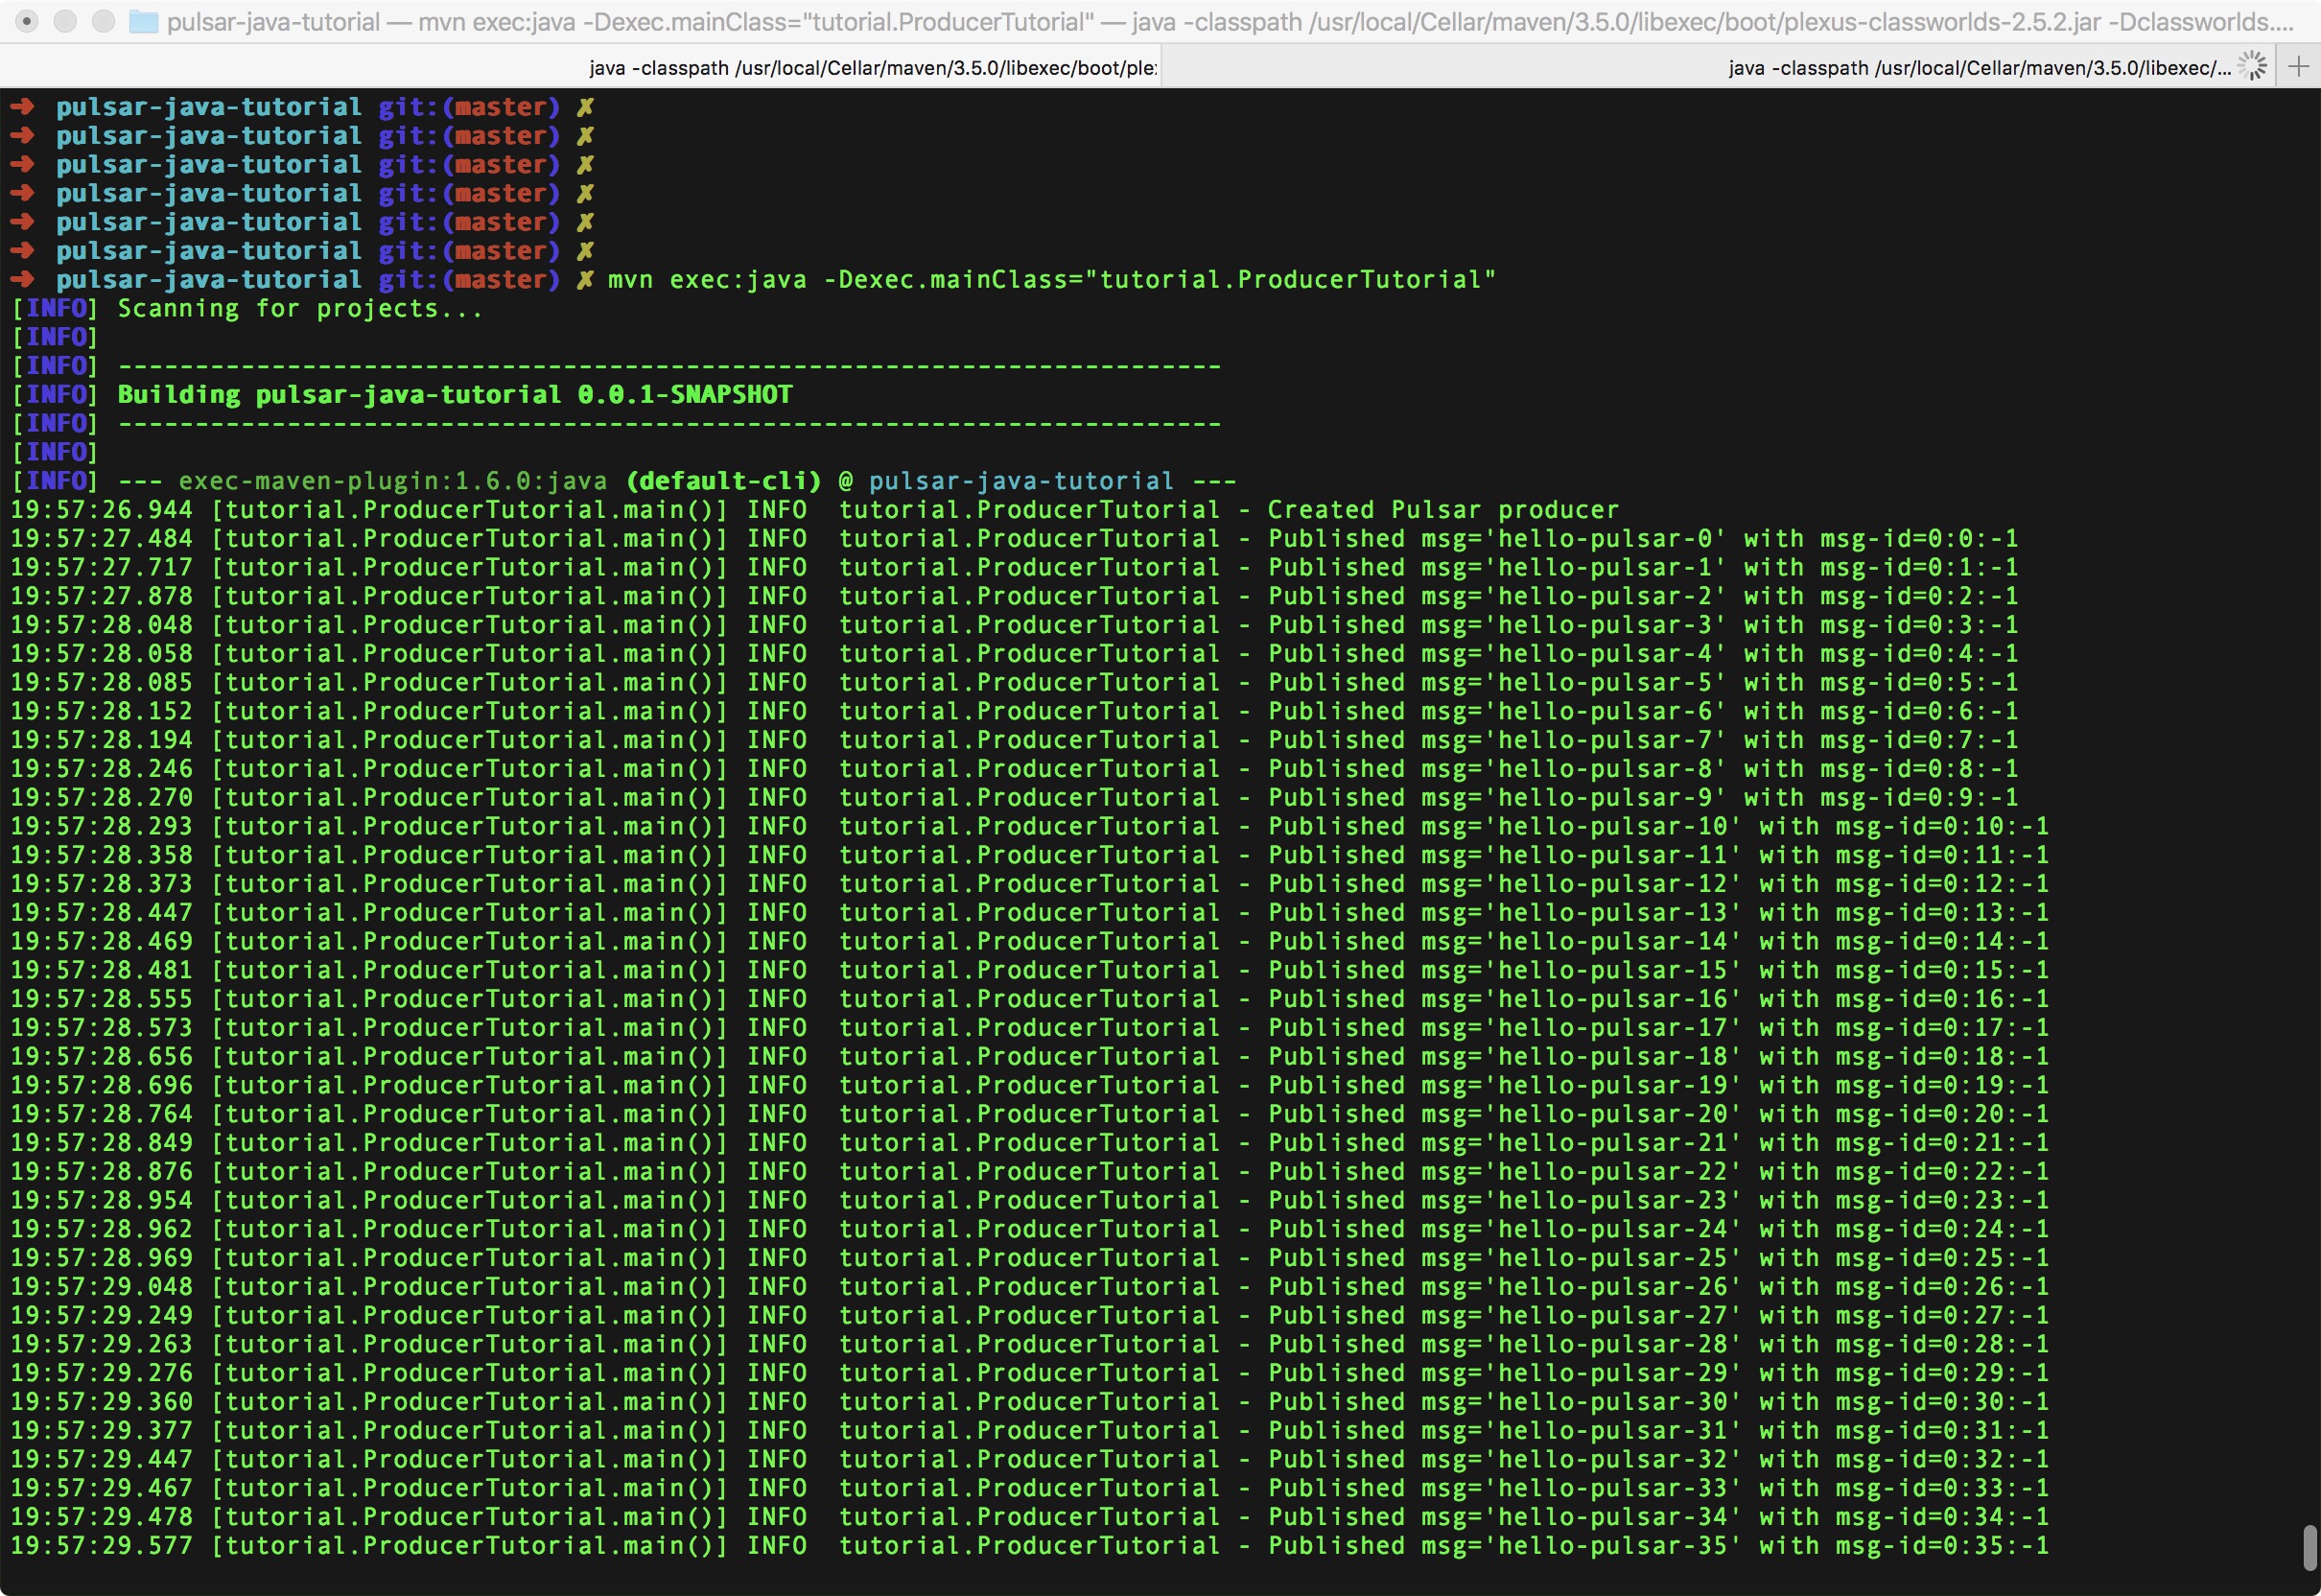 pulsar-java-tutorial — mvn exec:java -Dexec.mainClass="tutorial.ProducerTutorial" — java -classpath /usr/local/Cellar/maven/3.5.0/libexec/boot/plexus-classworlds-2.5.2.jar -Dclassworlds....
java -classpath /usr/local/Cellar/maven/3.5.0/libexec/boot/plex
java -classpath /usr/local/Cellar/maven/3.5.0/libexec/... +
➜ pulsar-java-tutorial git:(master) ✗
➜ pulsar-java-tutorial git:(master) ✗
➜ pulsar-java-tutorial git:(master) ✗
➜ pulsar-java-tutorial git:(master) ✗
➜ pulsar-java-tutorial git:(master) ✗
➜ pulsar-java-tutorial git:(master) ✗
➜ pulsar-java-tutorial git:(master) ✗ mvn exec:java -Dexec.mainClass="tutorial.ProducerTutorial"
[INFO] Scanning for projects...
[INFO]
[INFO] ------------------------------------------------------------------------
[INFO] Building pulsar-java-tutorial 0.0.1-SNAPSHOT
[INFO] ------------------------------------------------------------------------
[INFO]
[INFO] --- exec-maven-plugin:1.6.0:java (default-cli) @ pulsar-java-tutorial ---
19:57:26.944 [tutorial.ProducerTutorial.main()] INFO  tutorial.ProducerTutorial - Created Pulsar producer
19:57:27.484 [tutorial.ProducerTutorial.main()] INFO  tutorial.ProducerTutorial - Published msg='hello-pulsar-0' with msg-id=0:0:-1
19:57:27.717 [tutorial.ProducerTutorial.main()] INFO  tutorial.ProducerTutorial - Published msg='hello-pulsar-1' with msg-id=0:1:-1
19:57:27.878 [tutorial.ProducerTutorial.main()] INFO  tutorial.ProducerTutorial - Published msg='hello-pulsar-2' with msg-id=0:2:-1
19:57:28.048 [tutorial.ProducerTutorial.main()] INFO  tutorial.ProducerTutorial - Published msg='hello-pulsar-3' with msg-id=0:3:-1
19:57:28.058 [tutorial.ProducerTutorial.main()] INFO  tutorial.ProducerTutorial - Published msg='hello-pulsar-4' with msg-id=0:4:-1
19:57:28.085 [tutorial.ProducerTutorial.main()] INFO  tutorial.ProducerTutorial - Published msg='hello-pulsar-5' with msg-id=0:5:-1
19:57:28.152 [tutorial.ProducerTutorial.main()] INFO  tutorial.ProducerTutorial - Published msg='hello-pulsar-6' with msg-id=0:6:-1
19:57:28.194 [tutorial.ProducerTutorial.main()] INFO  tutorial.ProducerTutorial - Published msg='hello-pulsar-7' with msg-id=0:7:-1
19:57:28.246 [tutorial.ProducerTutorial.main()] INFO  tutorial.ProducerTutorial - Published msg='hello-pulsar-8' with msg-id=0:8:-1
19:57:28.270 [tutorial.ProducerTutorial.main()] INFO  tutorial.ProducerTutorial - Published msg='hello-pulsar-9' with msg-id=0:9:-1
19:57:28.293 [tutorial.ProducerTutorial.main()] INFO  tutorial.ProducerTutorial - Published msg='hello-pulsar-10' with msg-id=0:10:-1
19:57:28.358 [tutorial.ProducerTutorial.main()] INFO  tutorial.ProducerTutorial - Published msg='hello-pulsar-11' with msg-id=0:11:-1
19:57:28.373 [tutorial.ProducerTutorial.main()] INFO  tutorial.ProducerTutorial - Published msg='hello-pulsar-12' with msg-id=0:12:-1
19:57:28.447 [tutorial.ProducerTutorial.main()] INFO  tutorial.ProducerTutorial - Published msg='hello-pulsar-13' with msg-id=0:13:-1
19:57:28.469 [tutorial.ProducerTutorial.main()] INFO  tutorial.ProducerTutorial - Published msg='hello-pulsar-14' with msg-id=0:14:-1
19:57:28.481 [tutorial.ProducerTutorial.main()] INFO  tutorial.ProducerTutorial - Published msg='hello-pulsar-15' with msg-id=0:15:-1
19:57:28.555 [tutorial.ProducerTutorial.main()] INFO  tutorial.ProducerTutorial - Published msg='hello-pulsar-16' with msg-id=0:16:-1
19:57:28.573 [tutorial.ProducerTutorial.main()] INFO  tutorial.ProducerTutorial - Published msg='hello-pulsar-17' with msg-id=0:17:-1
19:57:28.656 [tutorial.ProducerTutorial.main()] INFO  tutorial.ProducerTutorial - Published msg='hello-pulsar-18' with msg-id=0:18:-1
19:57:28.696 [tutorial.ProducerTutorial.main()] INFO  tutorial.ProducerTutorial - Published msg='hello-pulsar-19' with msg-id=0:19:-1
19:57:28.764 [tutorial.ProducerTutorial.main()] INFO  tutorial.ProducerTutorial - Published msg='hello-pulsar-20' with msg-id=0:20:-1
19:57:28.849 [tutorial.ProducerTutorial.main()] INFO  tutorial.ProducerTutorial - Published msg='hello-pulsar-21' with msg-id=0:21:-1
19:57:28.876 [tutorial.ProducerTutorial.main()] INFO  tutorial.ProducerTutorial - Published msg='hello-pulsar-22' with msg-id=0:22:-1
19:57:28.954 [tutorial.ProducerTutorial.main()] INFO  tutorial.ProducerTutorial - Published msg='hello-pulsar-23' with msg-id=0:23:-1
19:57:28.962 [tutorial.ProducerTutorial.main()] INFO  tutorial.ProducerTutorial - Published msg='hello-pulsar-24' with msg-id=0:24:-1
19:57:28.969 [tutorial.ProducerTutorial.main()] INFO  tutorial.ProducerTutorial - Published msg='hello-pulsar-25' with msg-id=0:25:-1
19:57:29.048 [tutorial.ProducerTutorial.main()] INFO  tutorial.ProducerTutorial - Published msg='hello-pulsar-26' with msg-id=0:26:-1
19:57:29.249 [tutorial.ProducerTutorial.main()] INFO  tutorial.ProducerTutorial - Published msg='hello-pulsar-27' with msg-id=0:27:-1
19:57:29.263 [tutorial.ProducerTutorial.main()] INFO  tutorial.ProducerTutorial - Published msg='hello-pulsar-28' with msg-id=0:28:-1
19:57:29.276 [tutorial.ProducerTutorial.main()] INFO  tutorial.ProducerTutorial - Published msg='hello-pulsar-29' with msg-id=0:29:-1
19:57:29.360 [tutorial.ProducerTutorial.main()] INFO  tutorial.ProducerTutorial - Published msg='hello-pulsar-30' with msg-id=0:30:-1
19:57:29.377 [tutorial.ProducerTutorial.main()] INFO  tutorial.ProducerTutorial - Published msg='hello-pulsar-31' with msg-id=0:31:-1
19:57:29.447 [tutorial.ProducerTutorial.main()] INFO  tutorial.ProducerTutorial - Published msg='hello-pulsar-32' with msg-id=0:32:-1
19:57:29.467 [tutorial.ProducerTutorial.main()] INFO  tutorial.ProducerTutorial - Published msg='hello-pulsar-33' with msg-id=0:33:-1
19:57:29.478 [tutorial.ProducerTutorial.main()] INFO  tutorial.ProducerTutorial - Published msg='hello-pulsar-34' with msg-id=0:34:-1
19:57:29.577 [tutorial.ProducerTutorial.main()] INFO  tutorial.ProducerTutorial - Published msg='hello-pulsar-35' with msg-id=0:35:-1